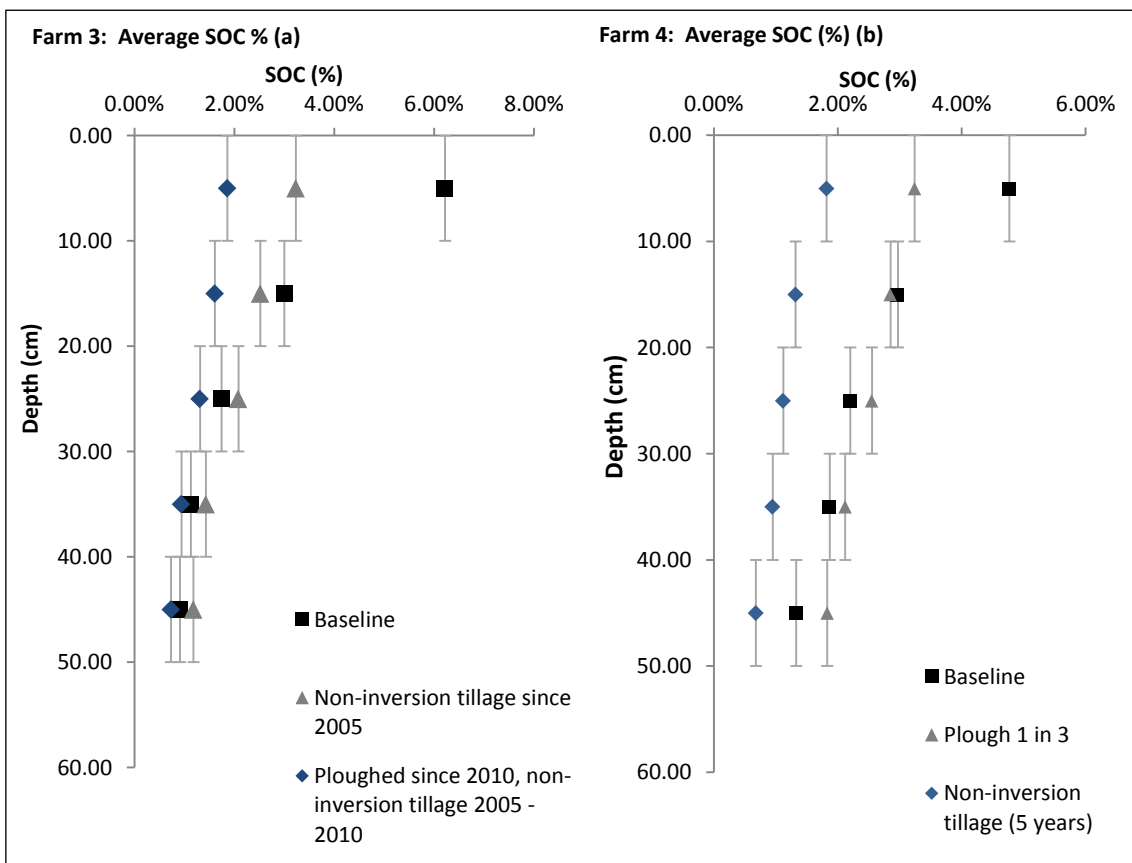 Farm 3: Average SOC % (a)
SOC (%)
0.00% 2.00% 4.00% 6.00% 8.00%
0.00
10.00
20.00
30.00
40.00
50.00
60.00
Depth (cm)
Baseline
Non-inversion tillage since
2005
Ploughed since 2010, non-
inversion tillage 2005 -
2010
Farm 4: Average SOC (%) (b)
SOC (%)
0.00% 2.00% 4.00% 6.00%
0.00
10.00
20.00
30.00
40.00
50.00
60.00
Depth (cm)
Baseline
Plough 1 in 3
Non-inversion
tillage (5 years)